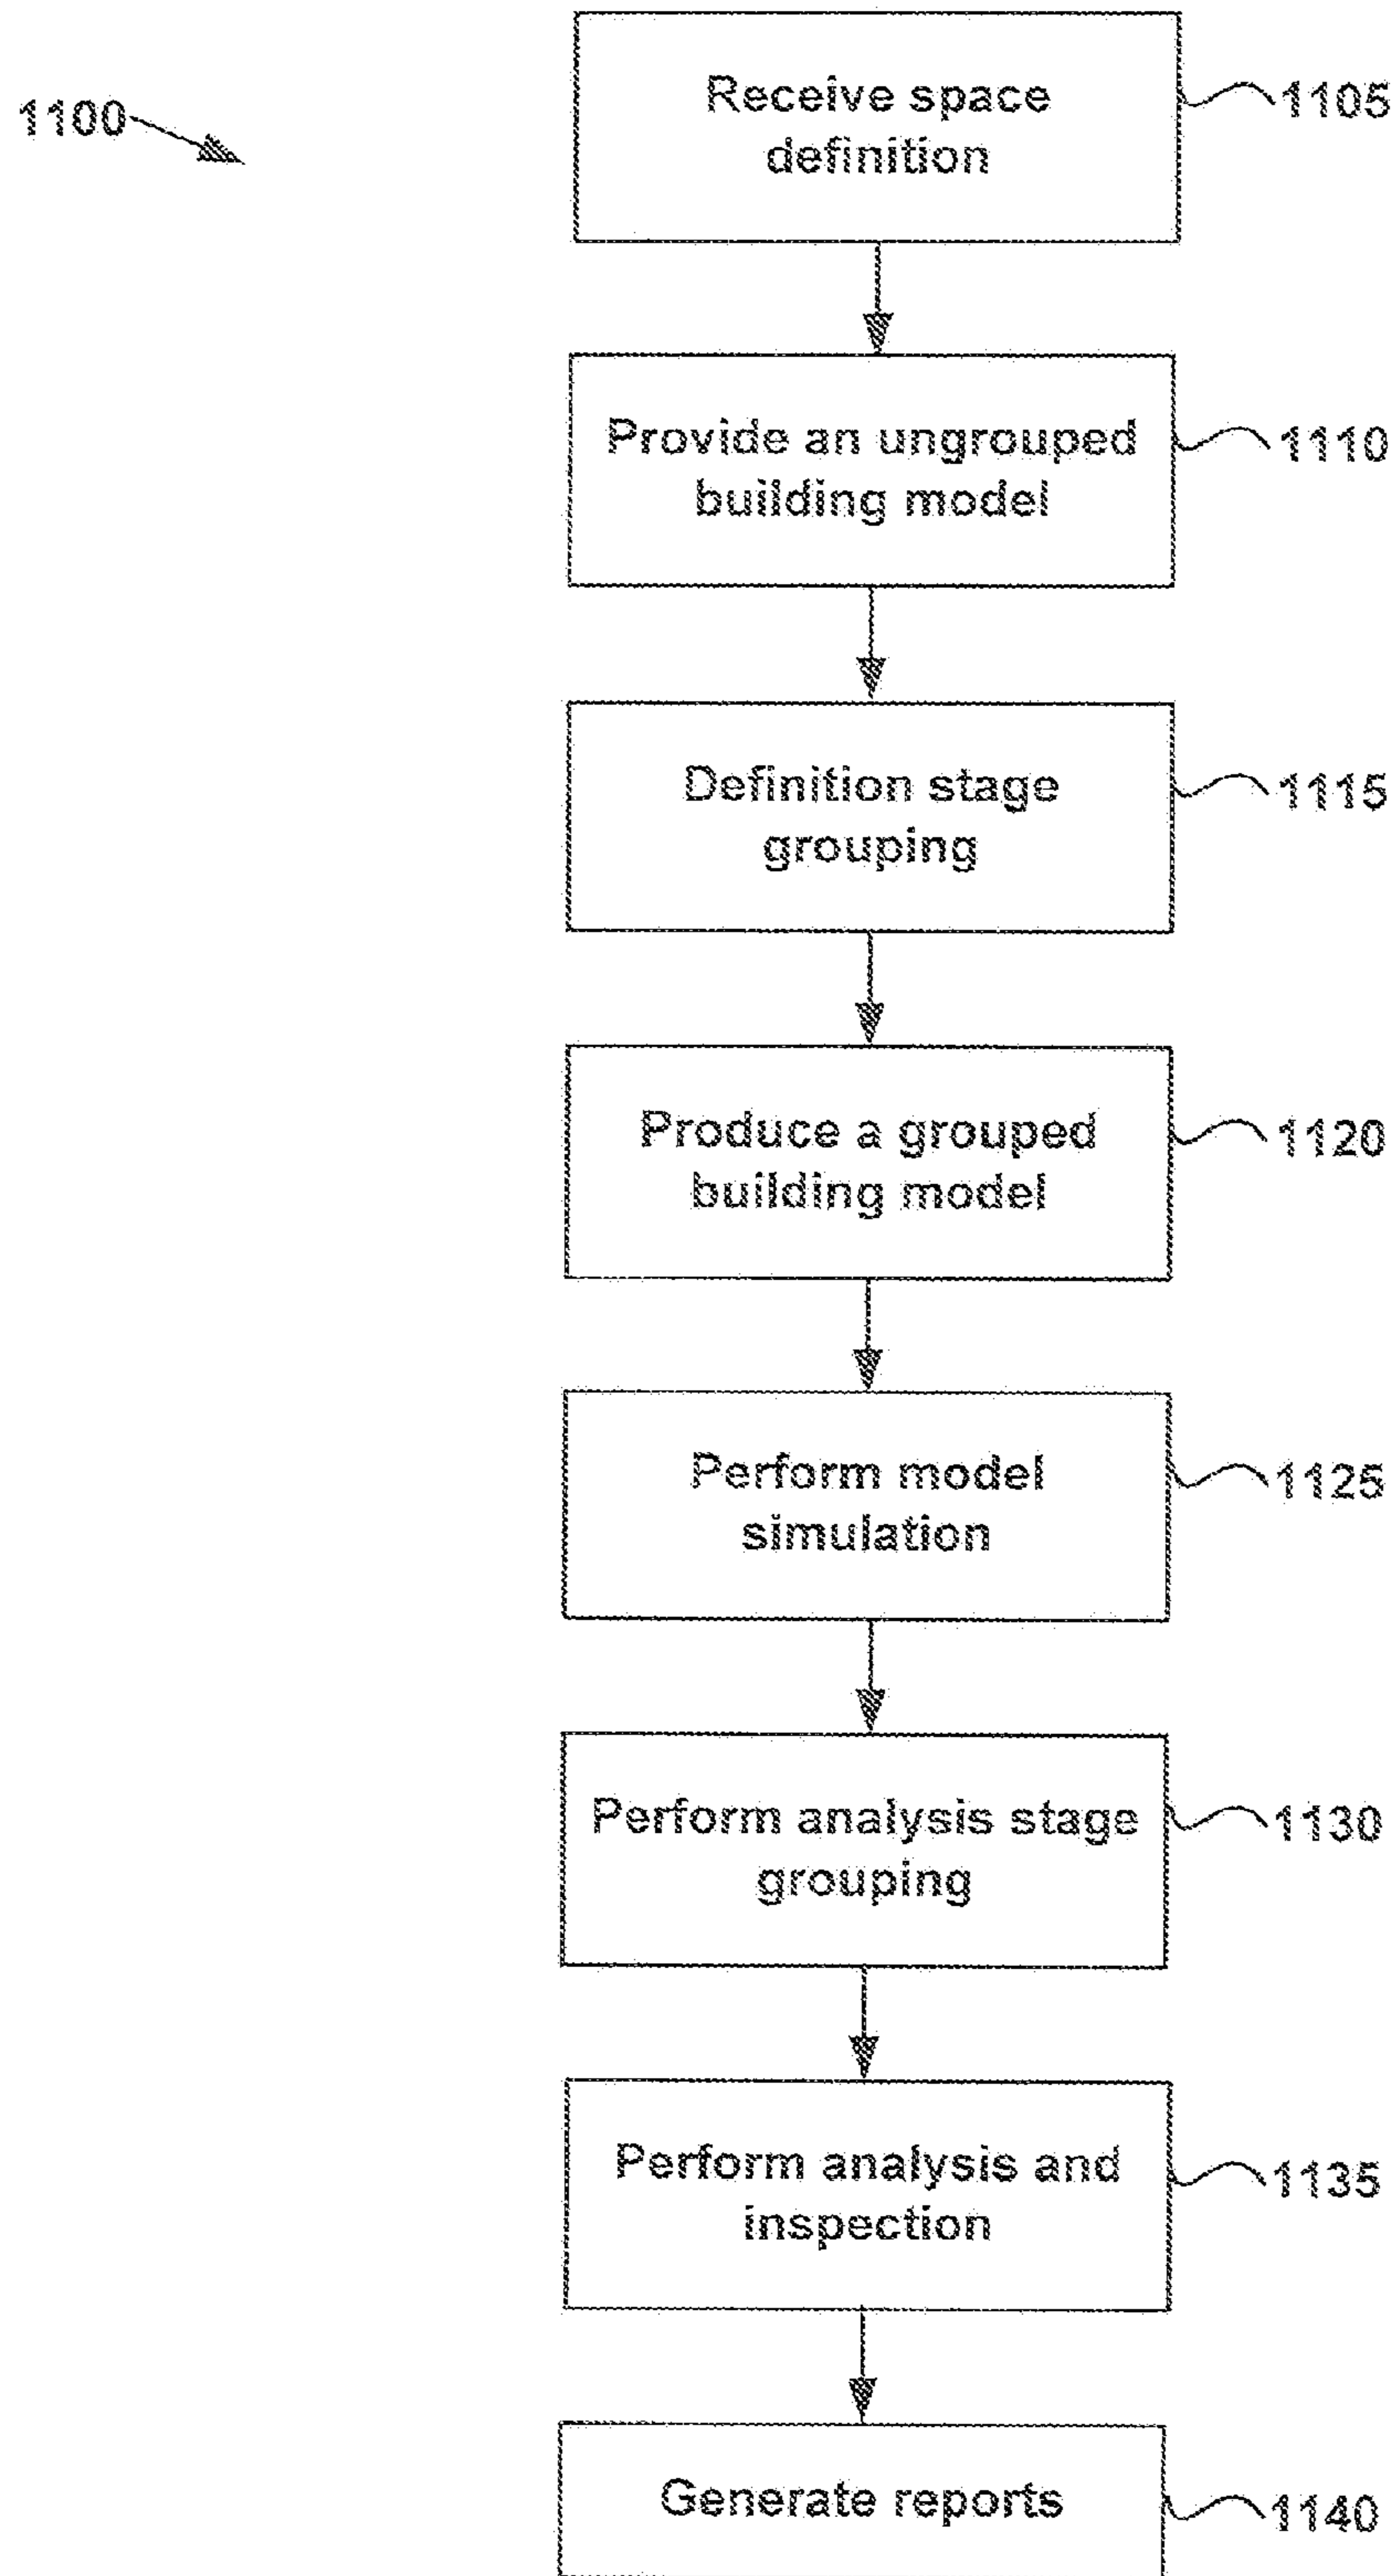 1100
Receive space
definition
1105
Provide an ungrouped
building model
1110
Definition stage
grouping
1115
Produce a grouped
building model
1120
Perform model
simulation
1125
Perform analysis stage
grouping
1130
Perform analysis and
inspection
1135
Generate reports
1140